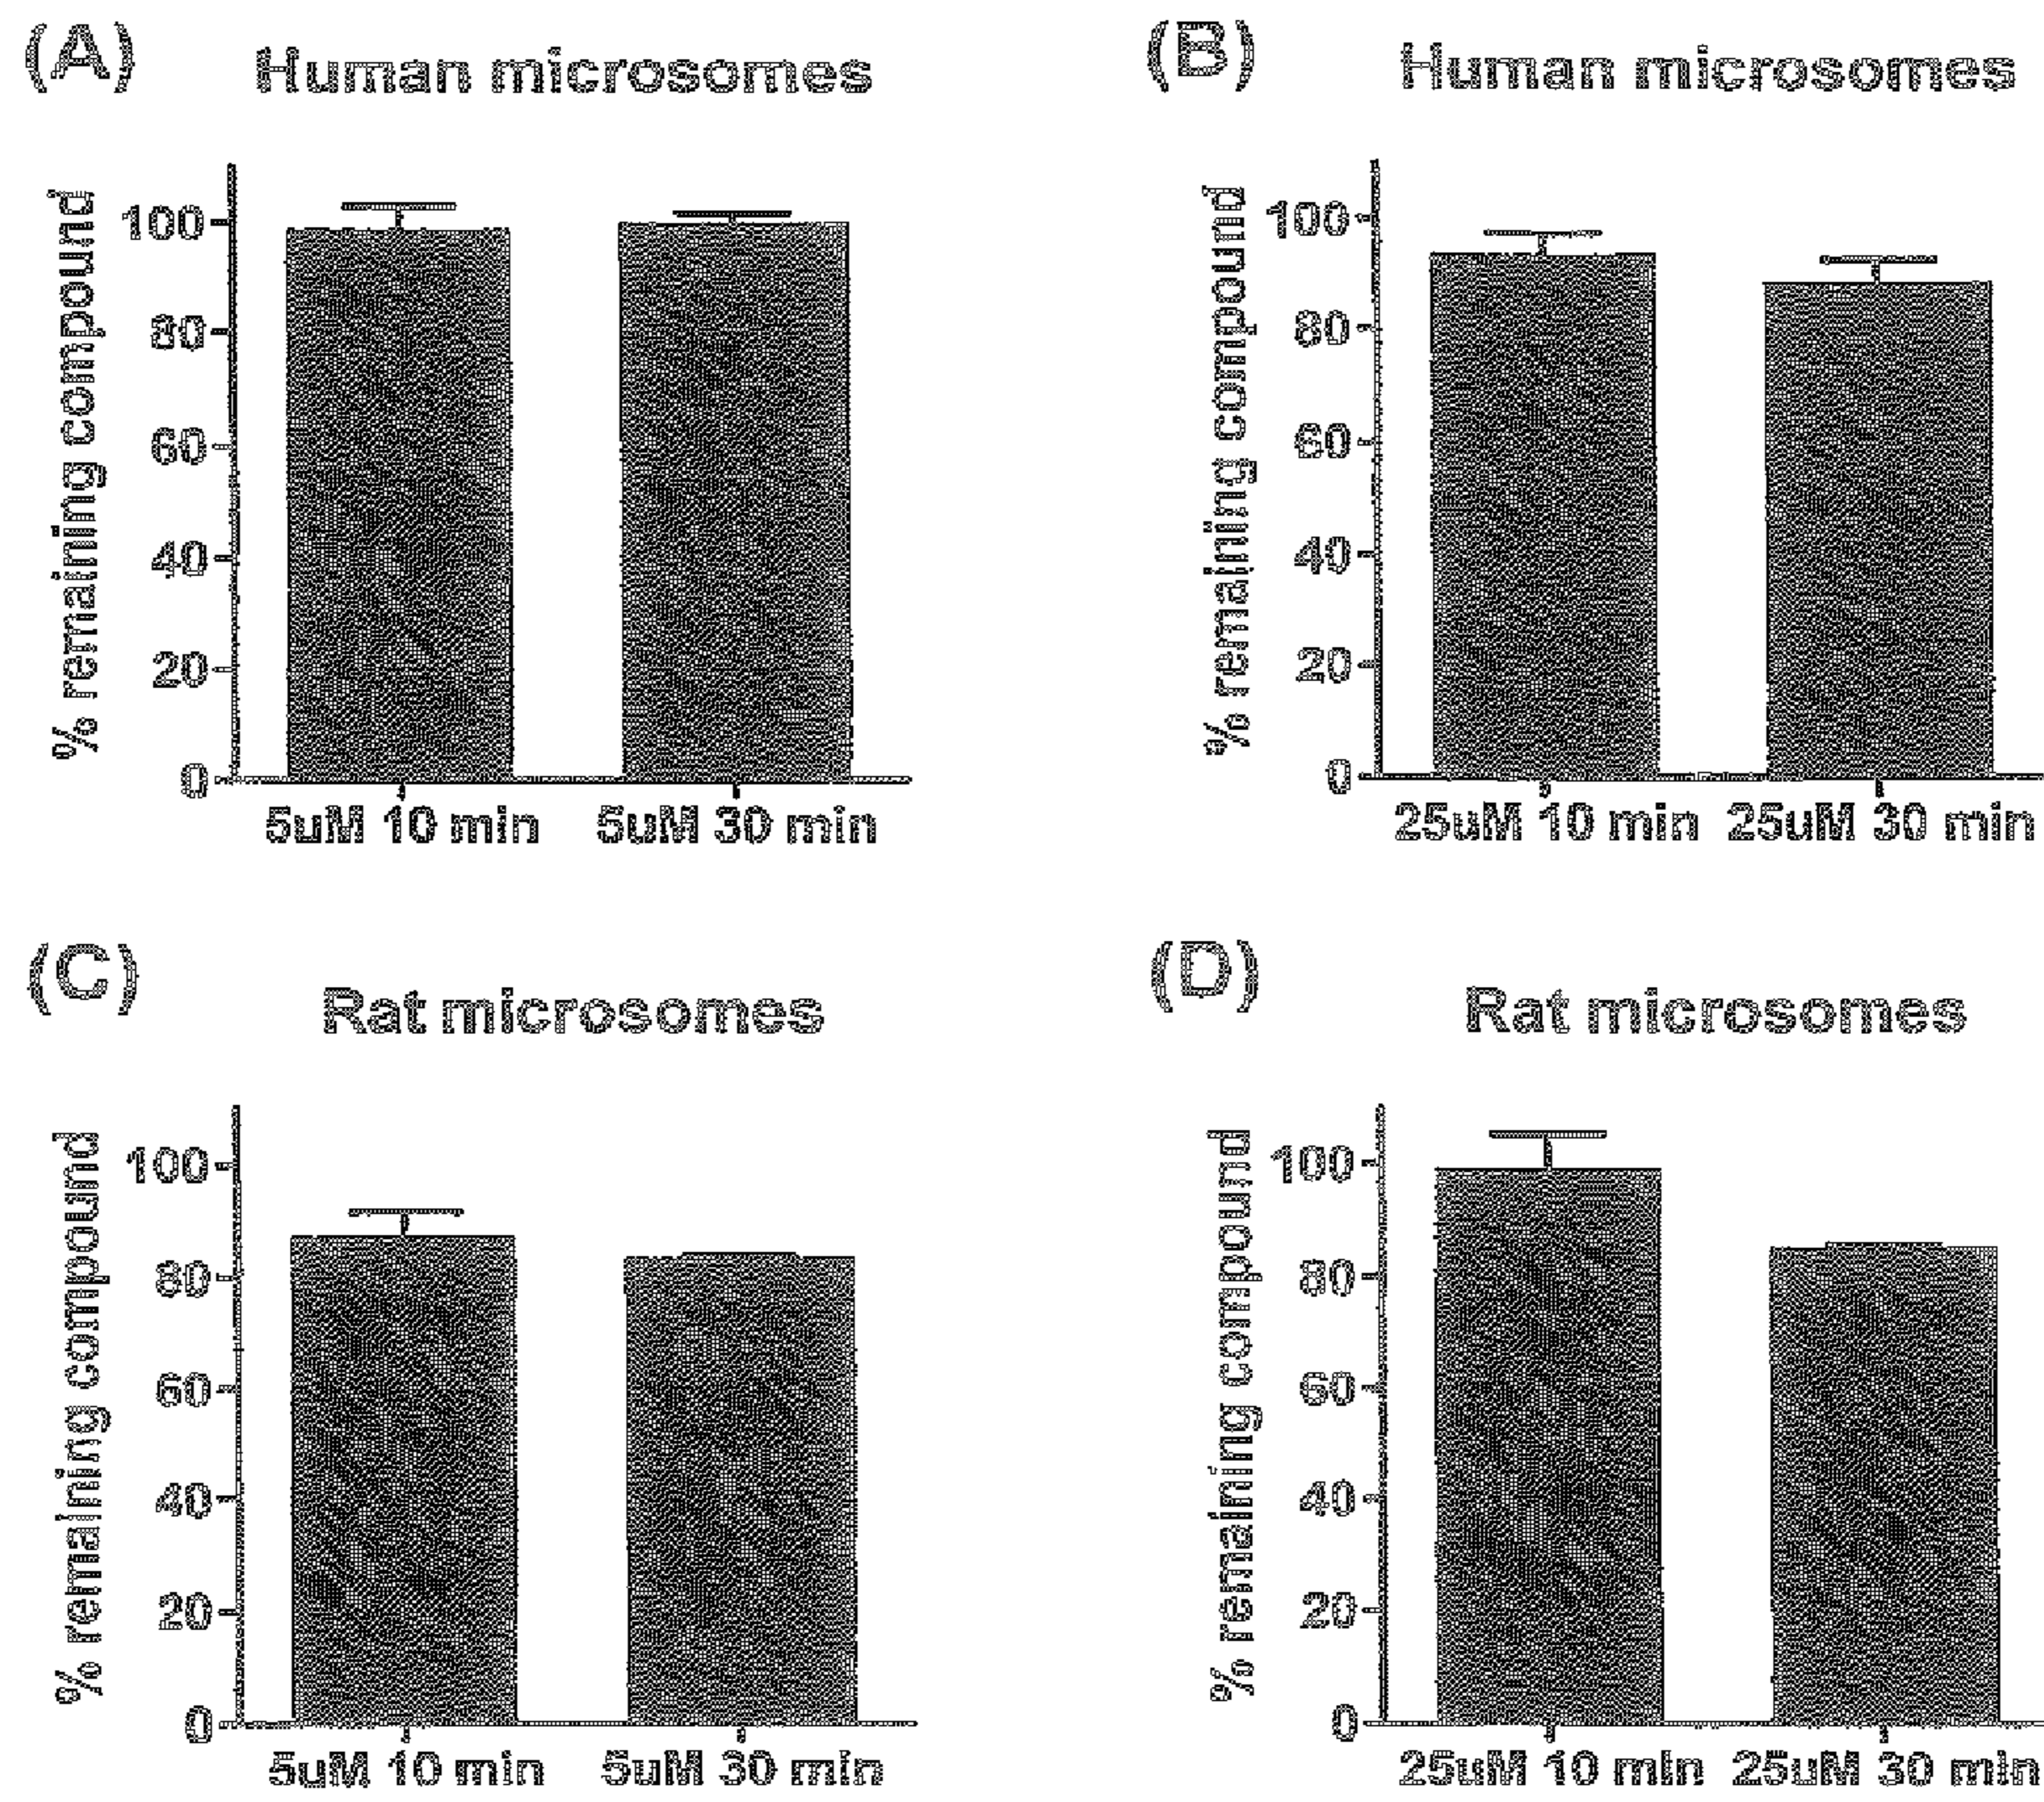 (A) Human microsomes
% remaining compound
100
80
60
40
20
0
5uM 10 min 5uM 30 min
(B) Human microsomes
% remaining compound
100
80
60
40
20
0
25uM 10 min 25uM 30 min
(C) Rat microsomes
% remaining compound
100
80
60
40
20
0
5uM 10 min 5uM 30 min
(D) Rat microsomes
% remaining compound
100
80
60
40
20
0
25uM 10 min 25uM 30 min